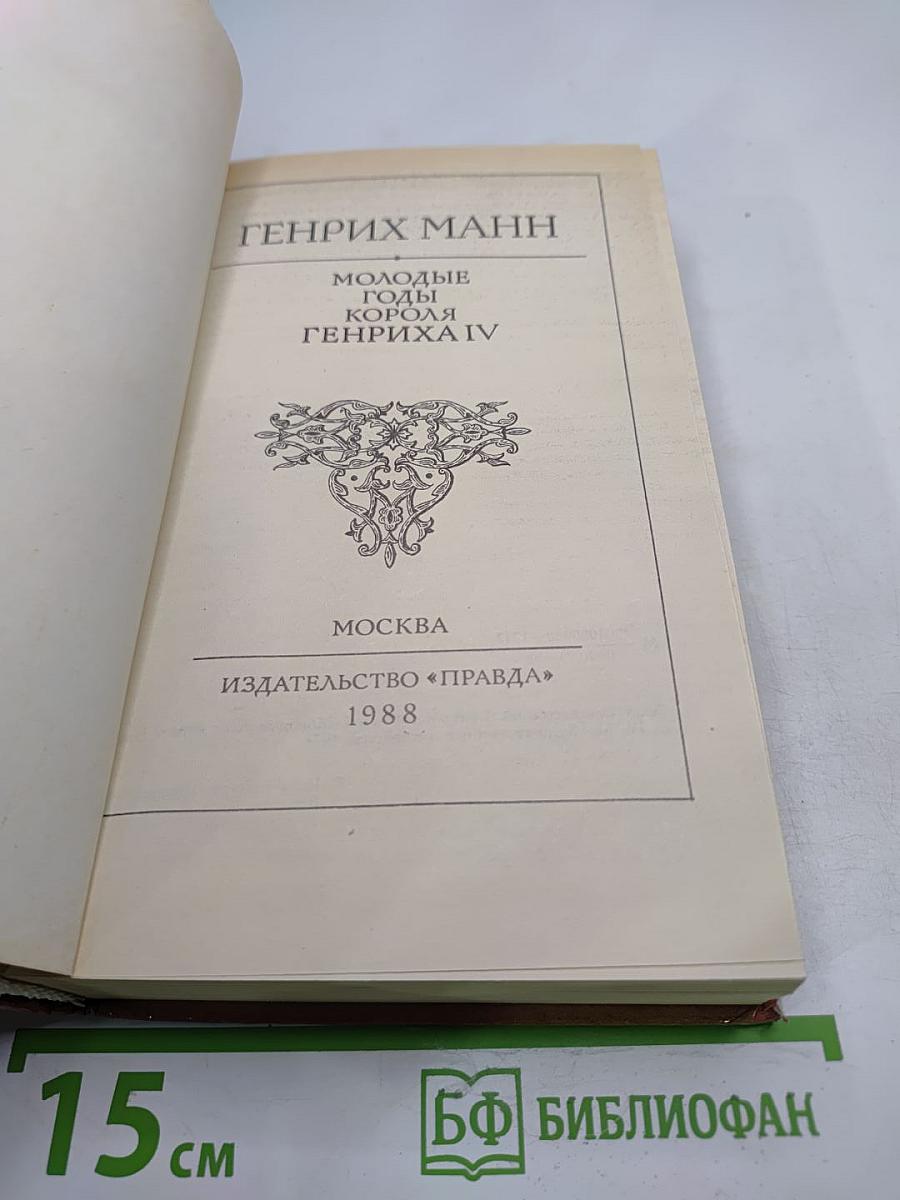 ГЕНРИХ МАНН
МОЛОДЫЕ
ГОДЫ
КОРОЛЯ
ГЕНРИХА IV
МОСКВА
ИЗДАТЕЛЬСТВО «ПРАВДА»
1988
15 см
БФ БИБЛИОФАН